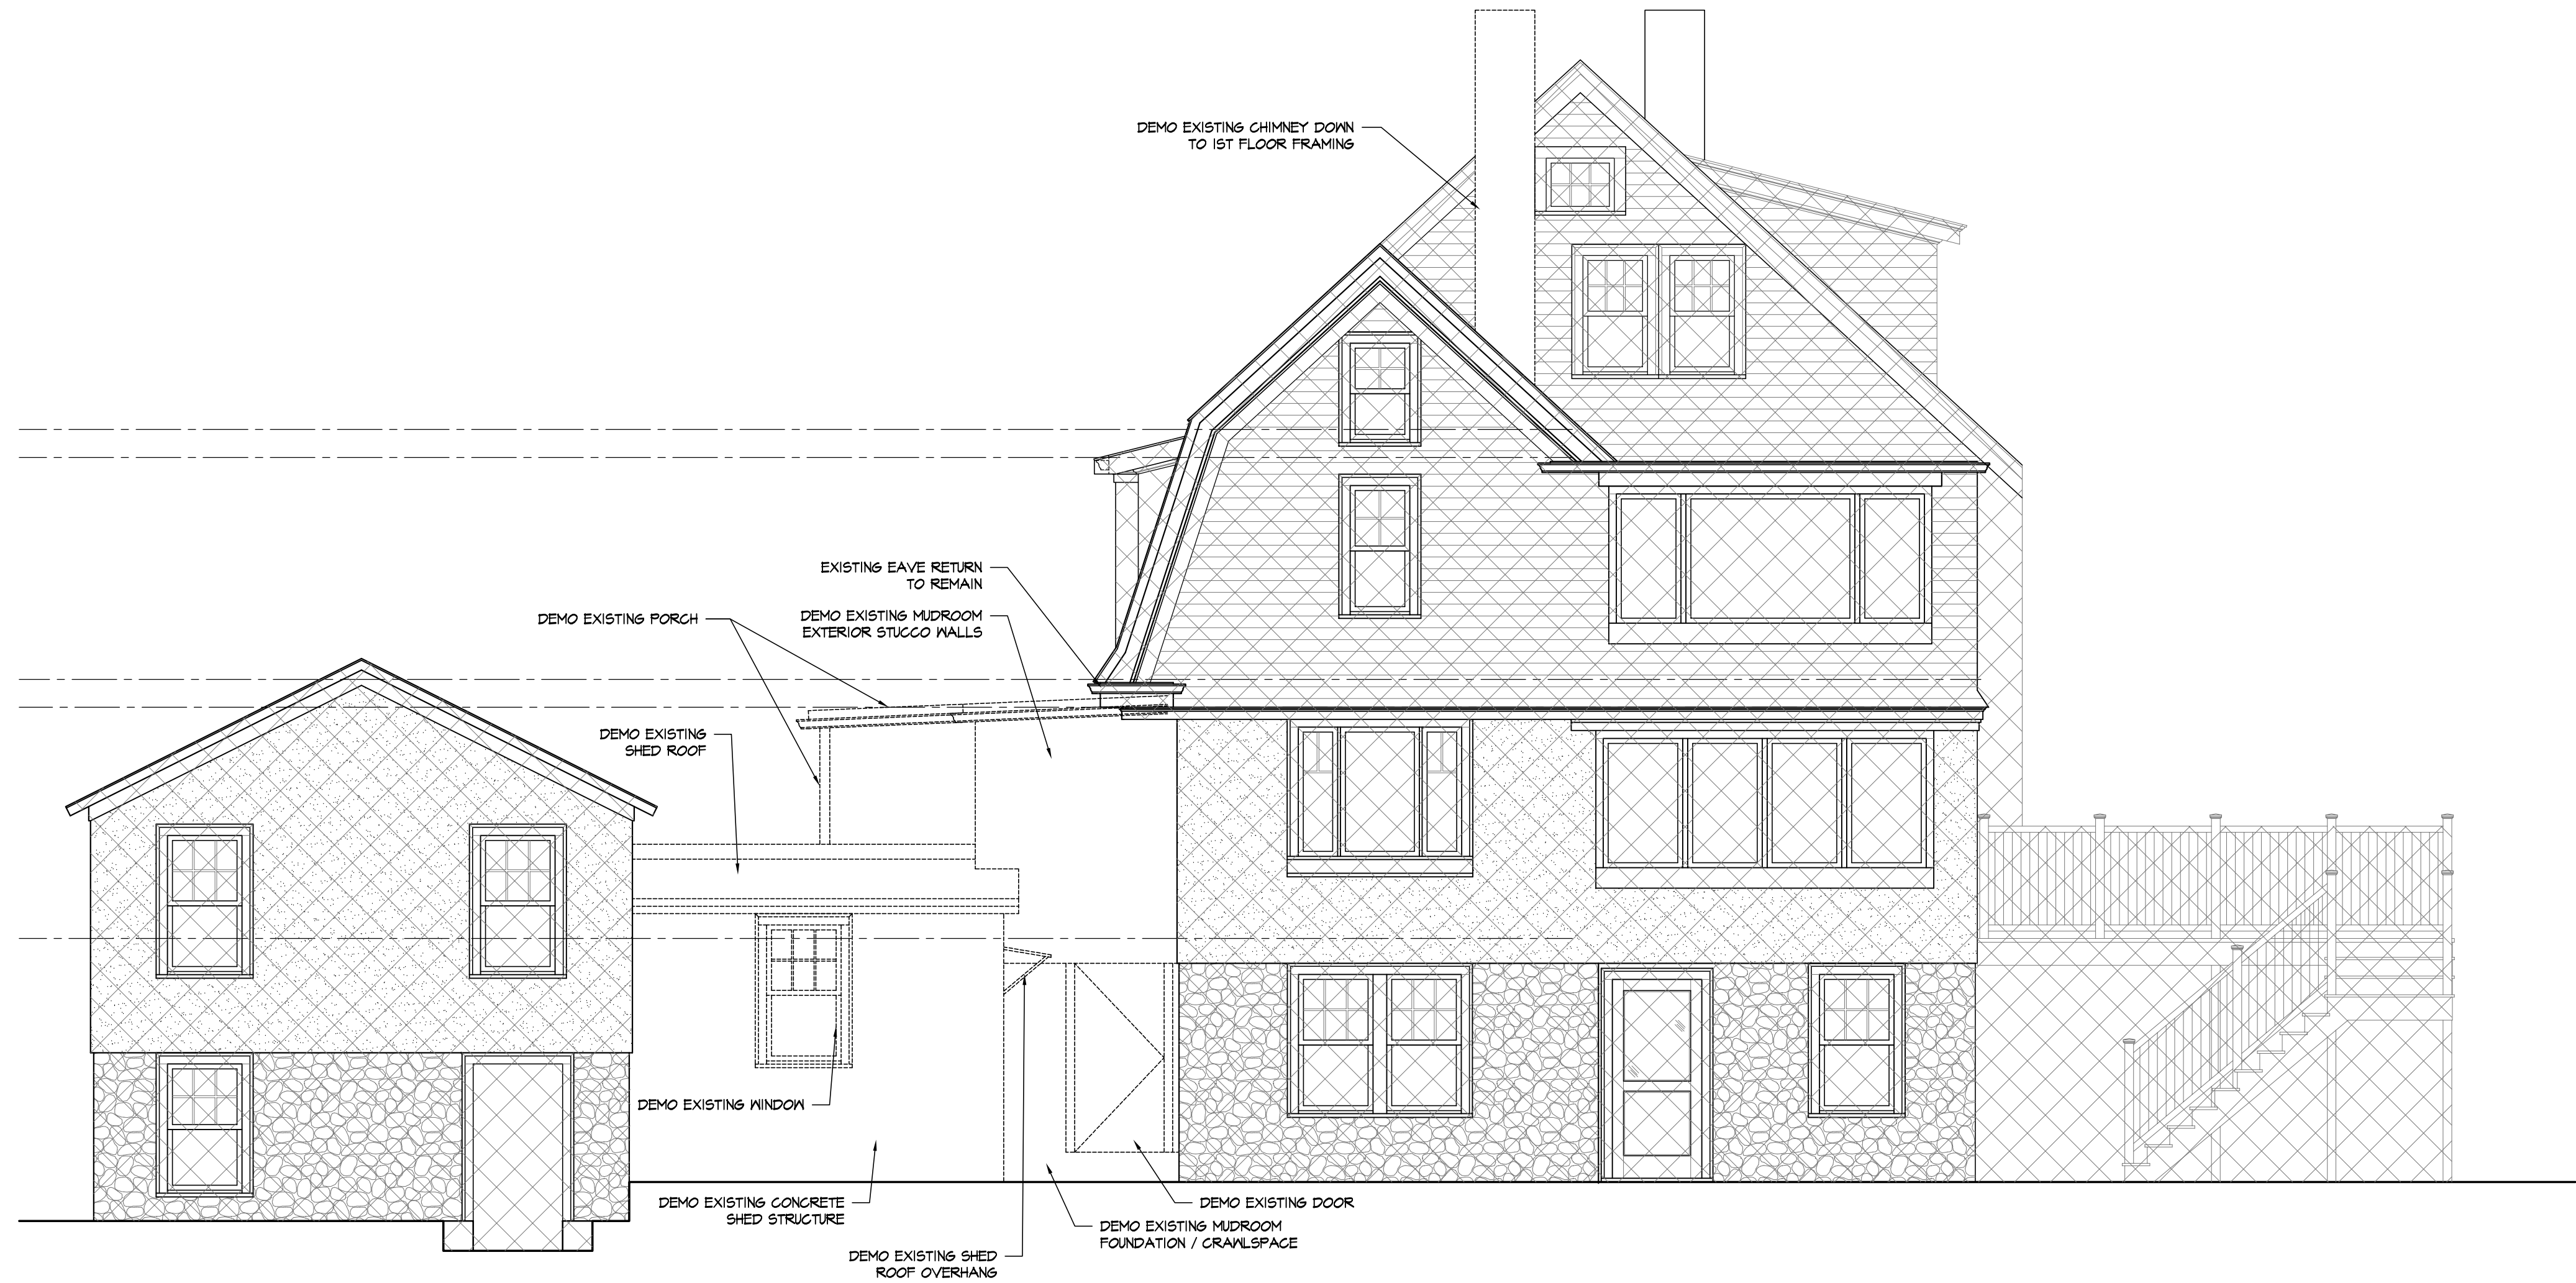 DEMO EXISTING CHIMNEY DOWN
TO 1ST FLOOR FRAMING
EXISTING EAVE RETURN
TO REMAIN
DEMO EXISTING PORCH
DEMO EXISTING MUDROOM
EXTERIOR STUCCO WALLS
DEMO EXISTING
SHED ROOF
DEMO EXISTING WINDOW
DEMO EXISTING CONCRETE
SHED STRUCTURE
DEMO EXISTING DOOR
DEMO EXISTING MUDROOM
FOUNDATION / CRAWLSPACE
DEMO EXISTING SHED
ROOF OVERHANG